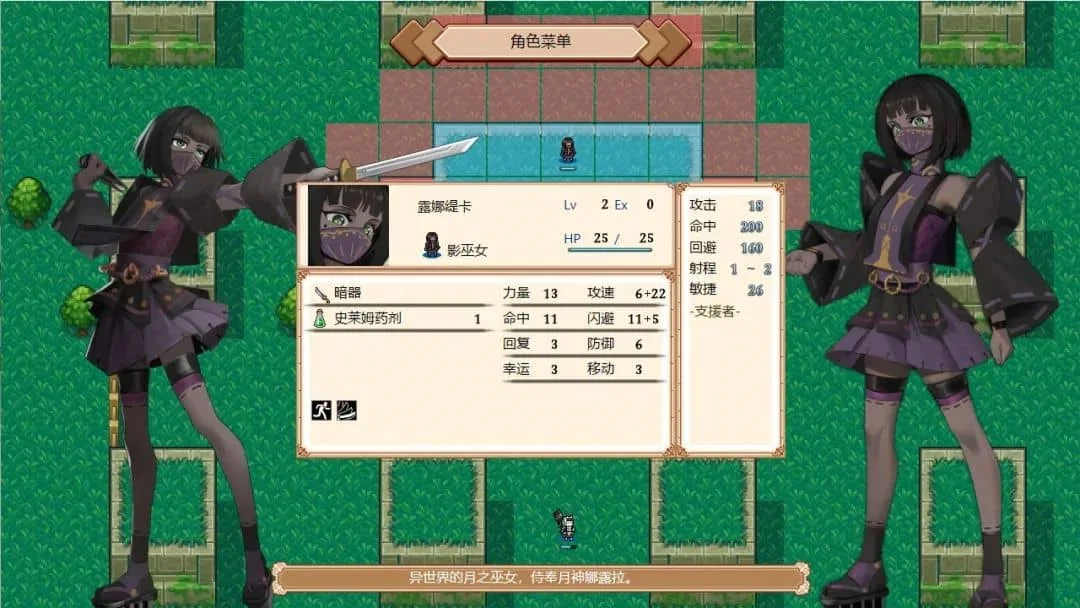 角色菜单
露娜缇卡
Lv 2 Ex 0
影巫女
HP 25 / 25
暗器
史莱姆药剂 1
力量 13 攻速 6+22
命中 11 闪避 11+5
回复 3 防御 6
幸运 3 移动 3
攻击 18
命中 200
回避 160
射程 1 ~ 2
敏捷 26
-支援者-
异世界的月之巫女，侍奉月神娜露拉。